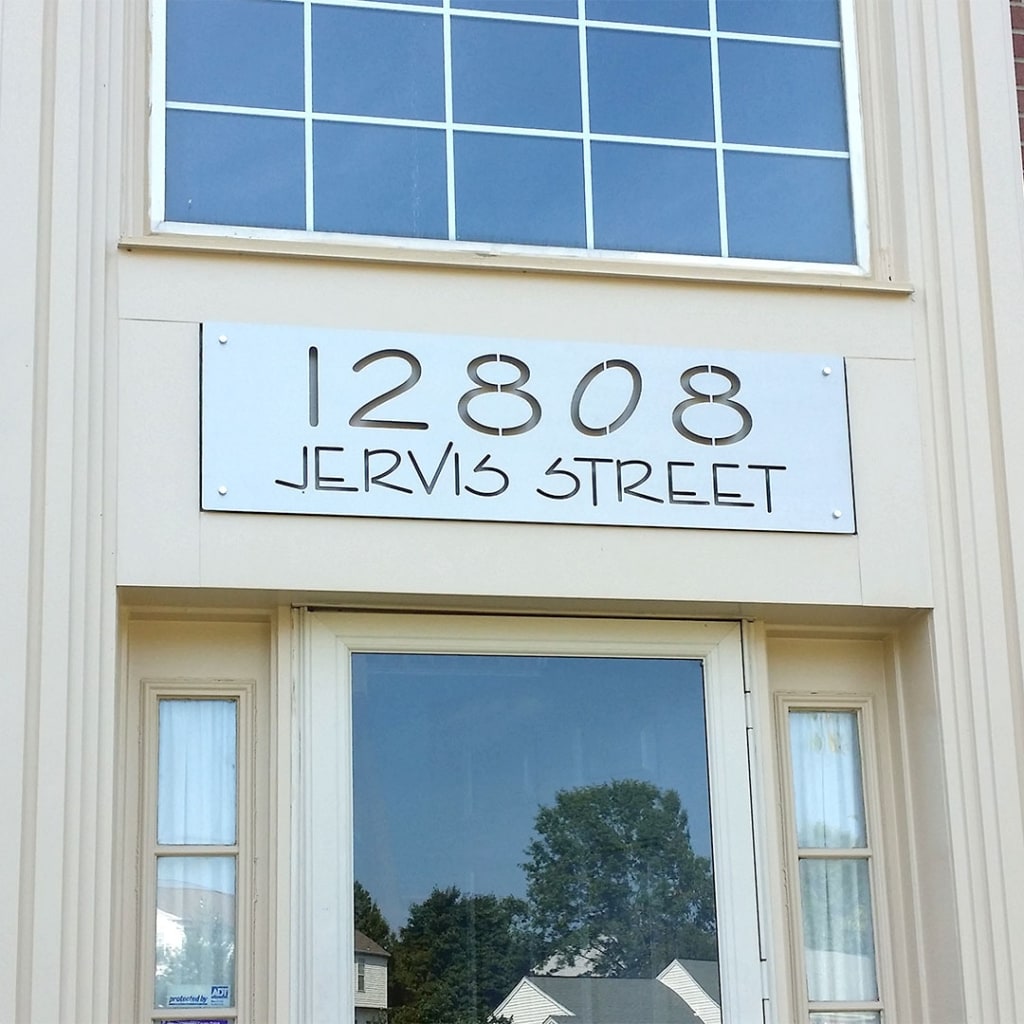 12808
JERVIS STREET
protected by ADT